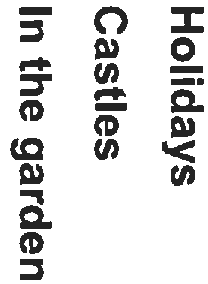 Holidays
Castles
In the garden